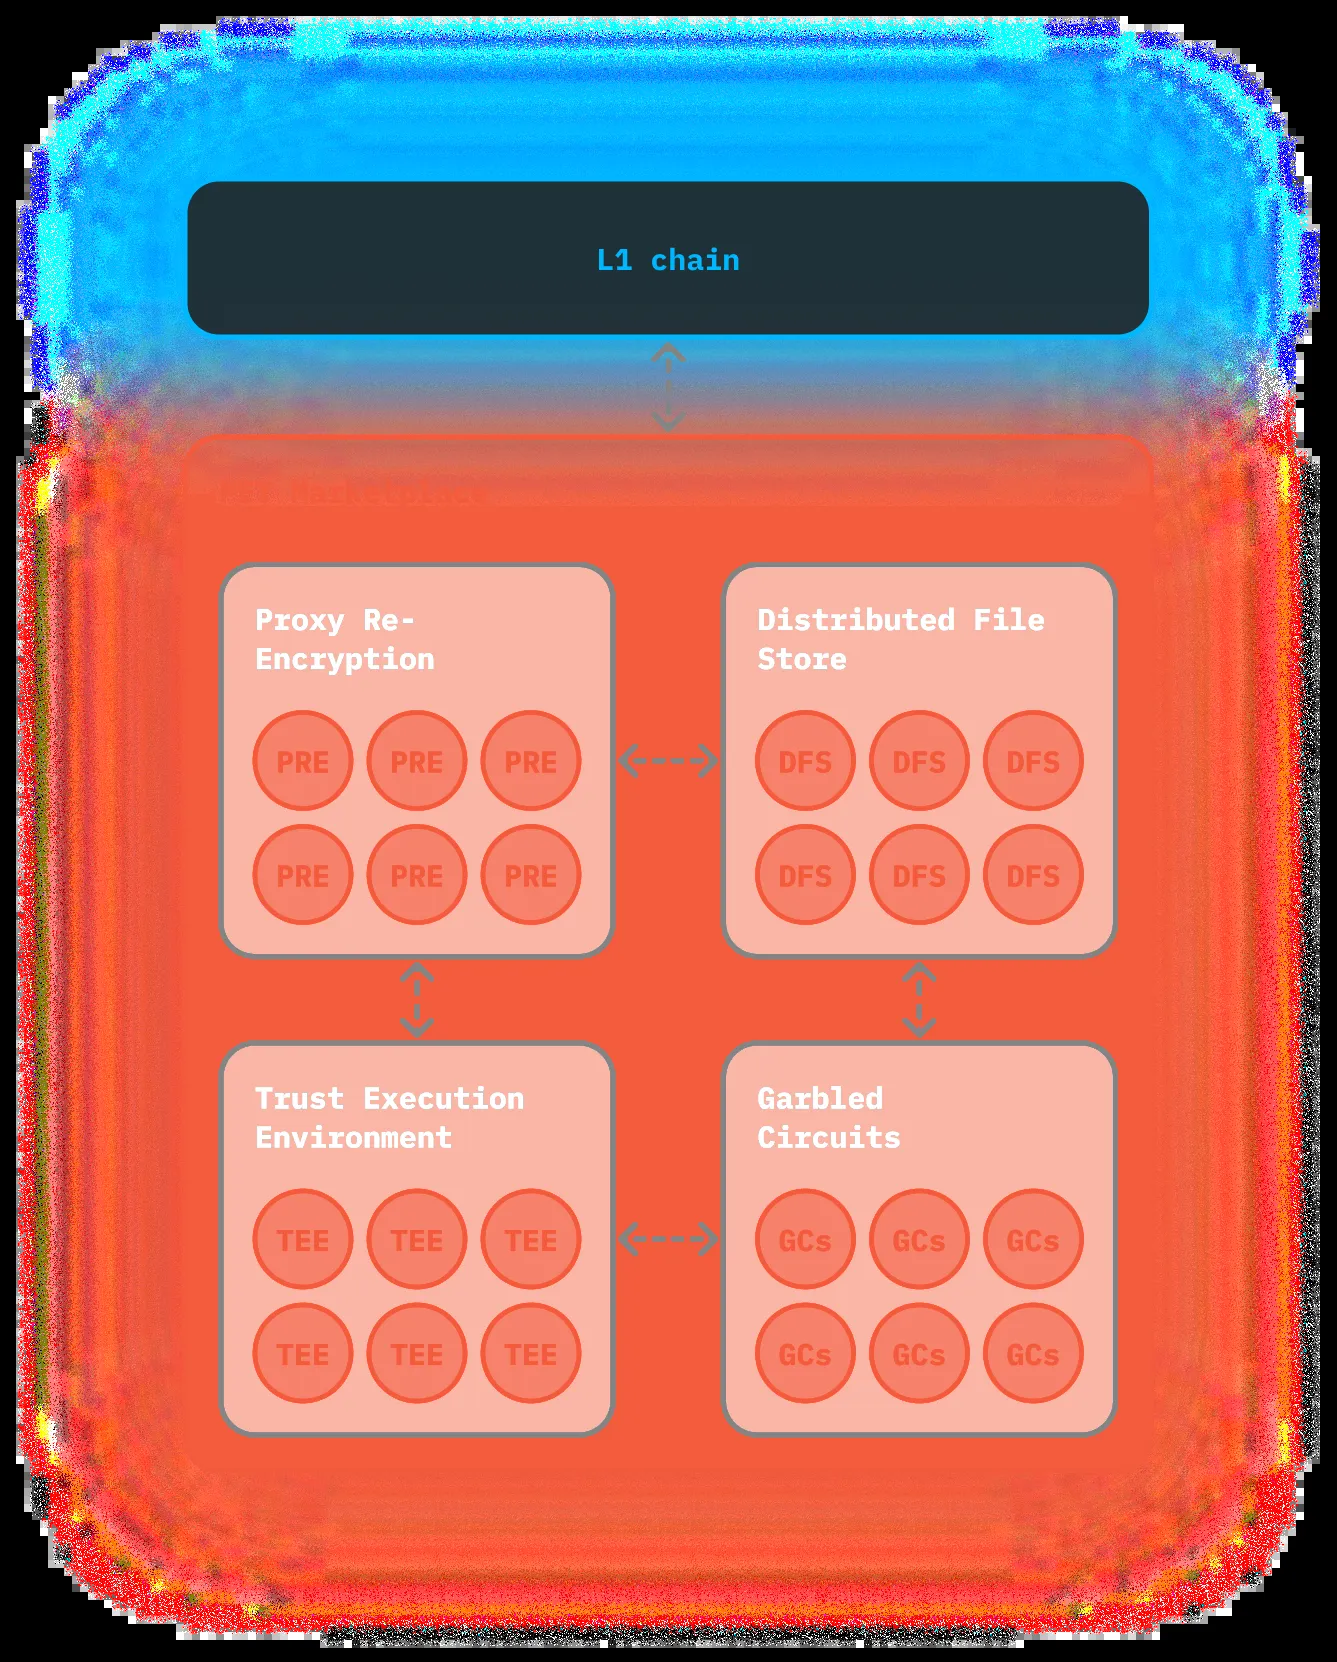 L1 chain
Proxy Re-
Encryption
PRE PRE PRE
PRE PRE PRE
Distributed File
Store
DFS DFS DFS
DFS DFS DFS
Trust Execution
Environment
TEE TEE TEE
TEE TEE TEE
Garbled
Circuits
GCs GCs GCs
GCs GCs GCs